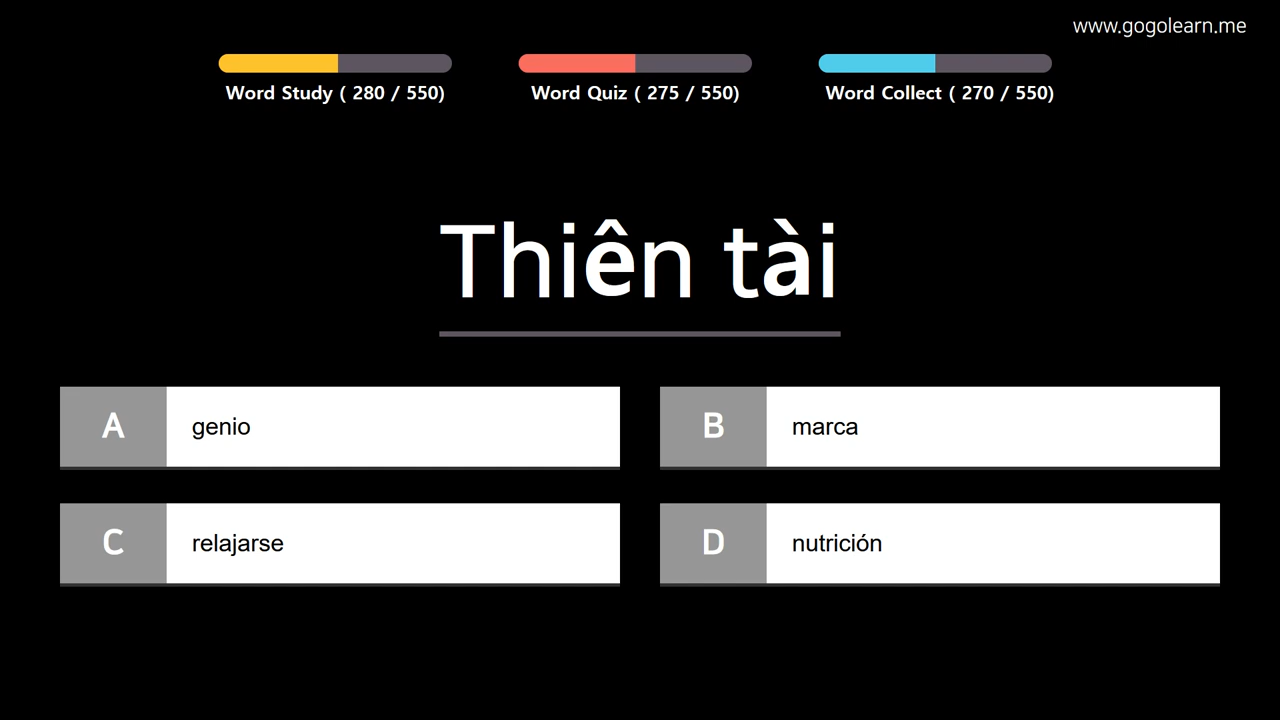 www.gogolearn.me
Word Study ( 280 / 550)
Word Quiz ( 275 / 550)
Word Collect ( 270 / 550)
Thiên tài
A genio
B marca
C relajarse
D nutrición